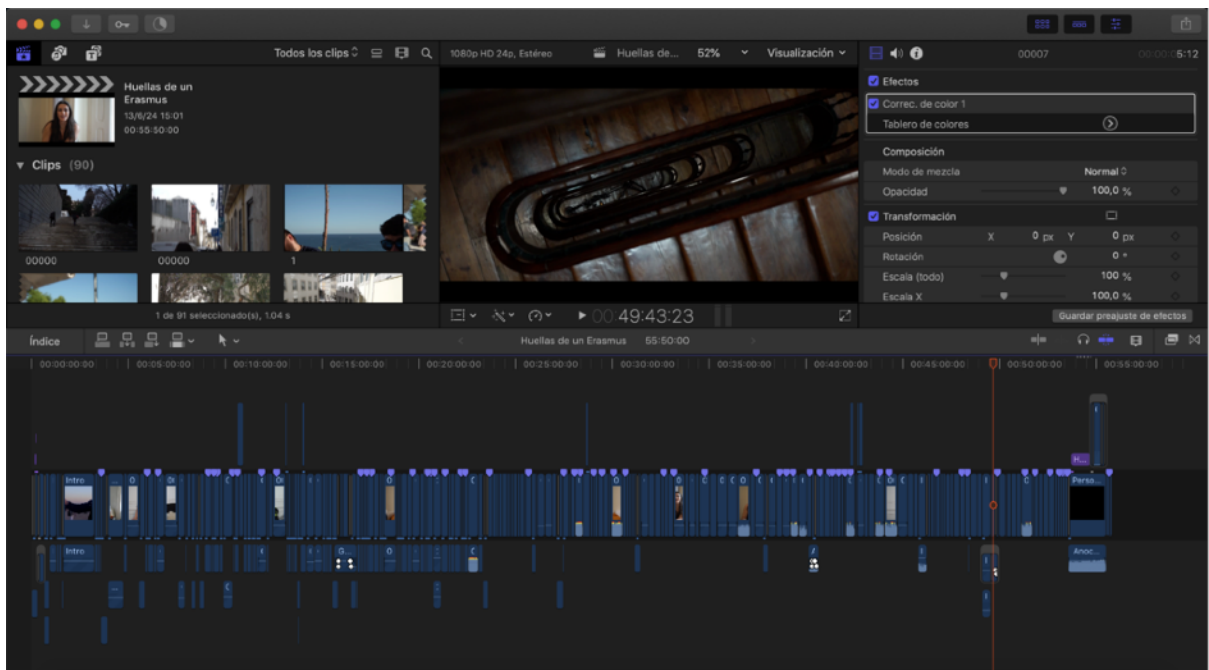 Todos los clips
1080p HD 24p, Estéreo
Huellas de...
52%
Visualización
00007
00:00:05:12
Huellas de un
Erasmus
13/6/24 15:01
00:55:50:00
Clips (90)
00000
00000
1
1 de 91 seleccionado(s), 1.04 s
00:49:43:23
Efectos
Correc. de color 1
Tablero de colores
Composición
Modo de mezcla Normal
Opacidad 100,0 %
Transformación
Posición X 0 px Y 0 px
Rotación 0 °
Escala (todo) 100 %
Escala X 100,0 %
Guardar preajuste de efectos
Índice
Huellas de un Erasmus 55:50:00
00:00:00:00 00:05:00:00 00:10:00:00 00:15:00:00 00:20:00:00 00:25:00:00 00:30:00:00 00:35:00:00 00:40:00:00 00:45:00:00 00:50:00:00 00:55:00:00
H...
Intro
Perso...
Intro
G...
Anoc...